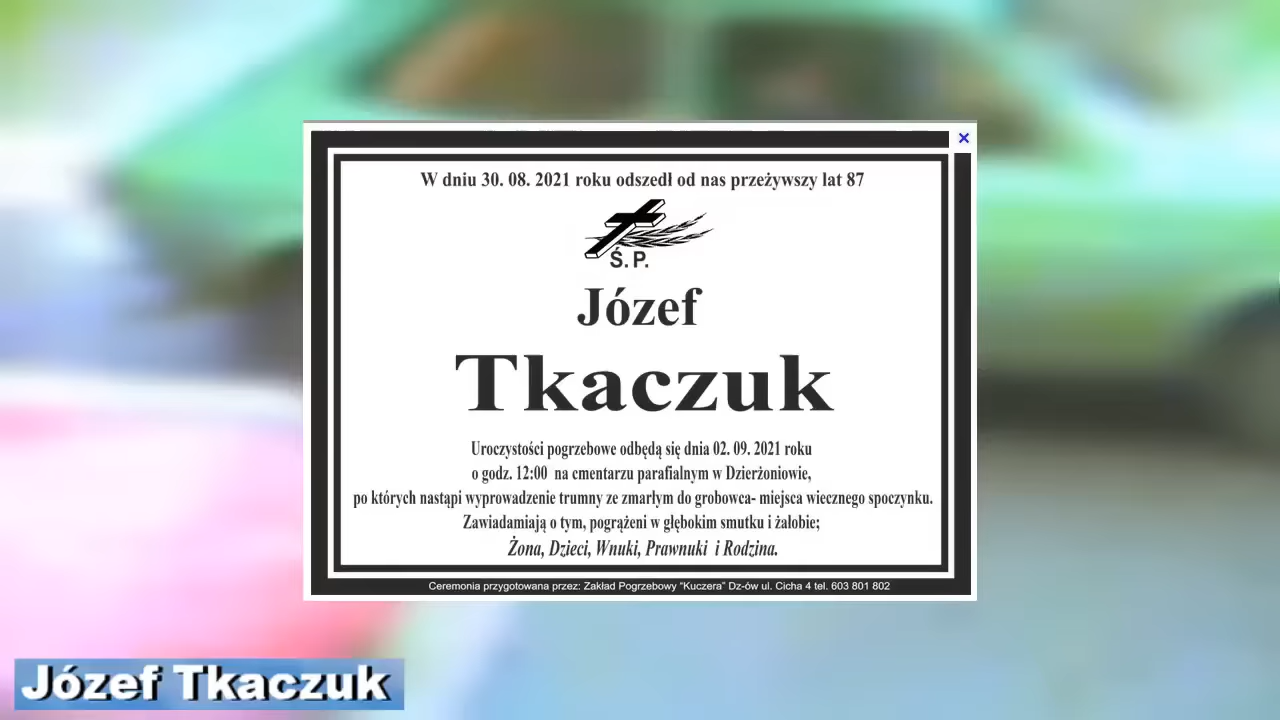 W dniu 30. 08. 2021 roku odszedł od nas przeżywszy lat 87
Ś. P.
Józef
Tkaczuk
Uroczystości pogrzebowe odbędą się dnia 02. 09. 2021 roku
o godz. 12:00 na cmentarzu parafialnym w Dzierżoniowie,
po których nastąpi wyprowadzenie trumny ze zmarłym do grobowca- miejsca wiecznego spoczynku.
Zawiadamiają o tym, pogrążeni w głębokim smutku i żałobie;
Żona, Dzieci, Wnuki, Prawnuki i Rodzina.
Ceremonia przygotowana przez: Zakład Pogrzebowy "Kuczera" Dz-ów ul. Cicha 4 tel. 603 801 802
Józef Tkaczuk